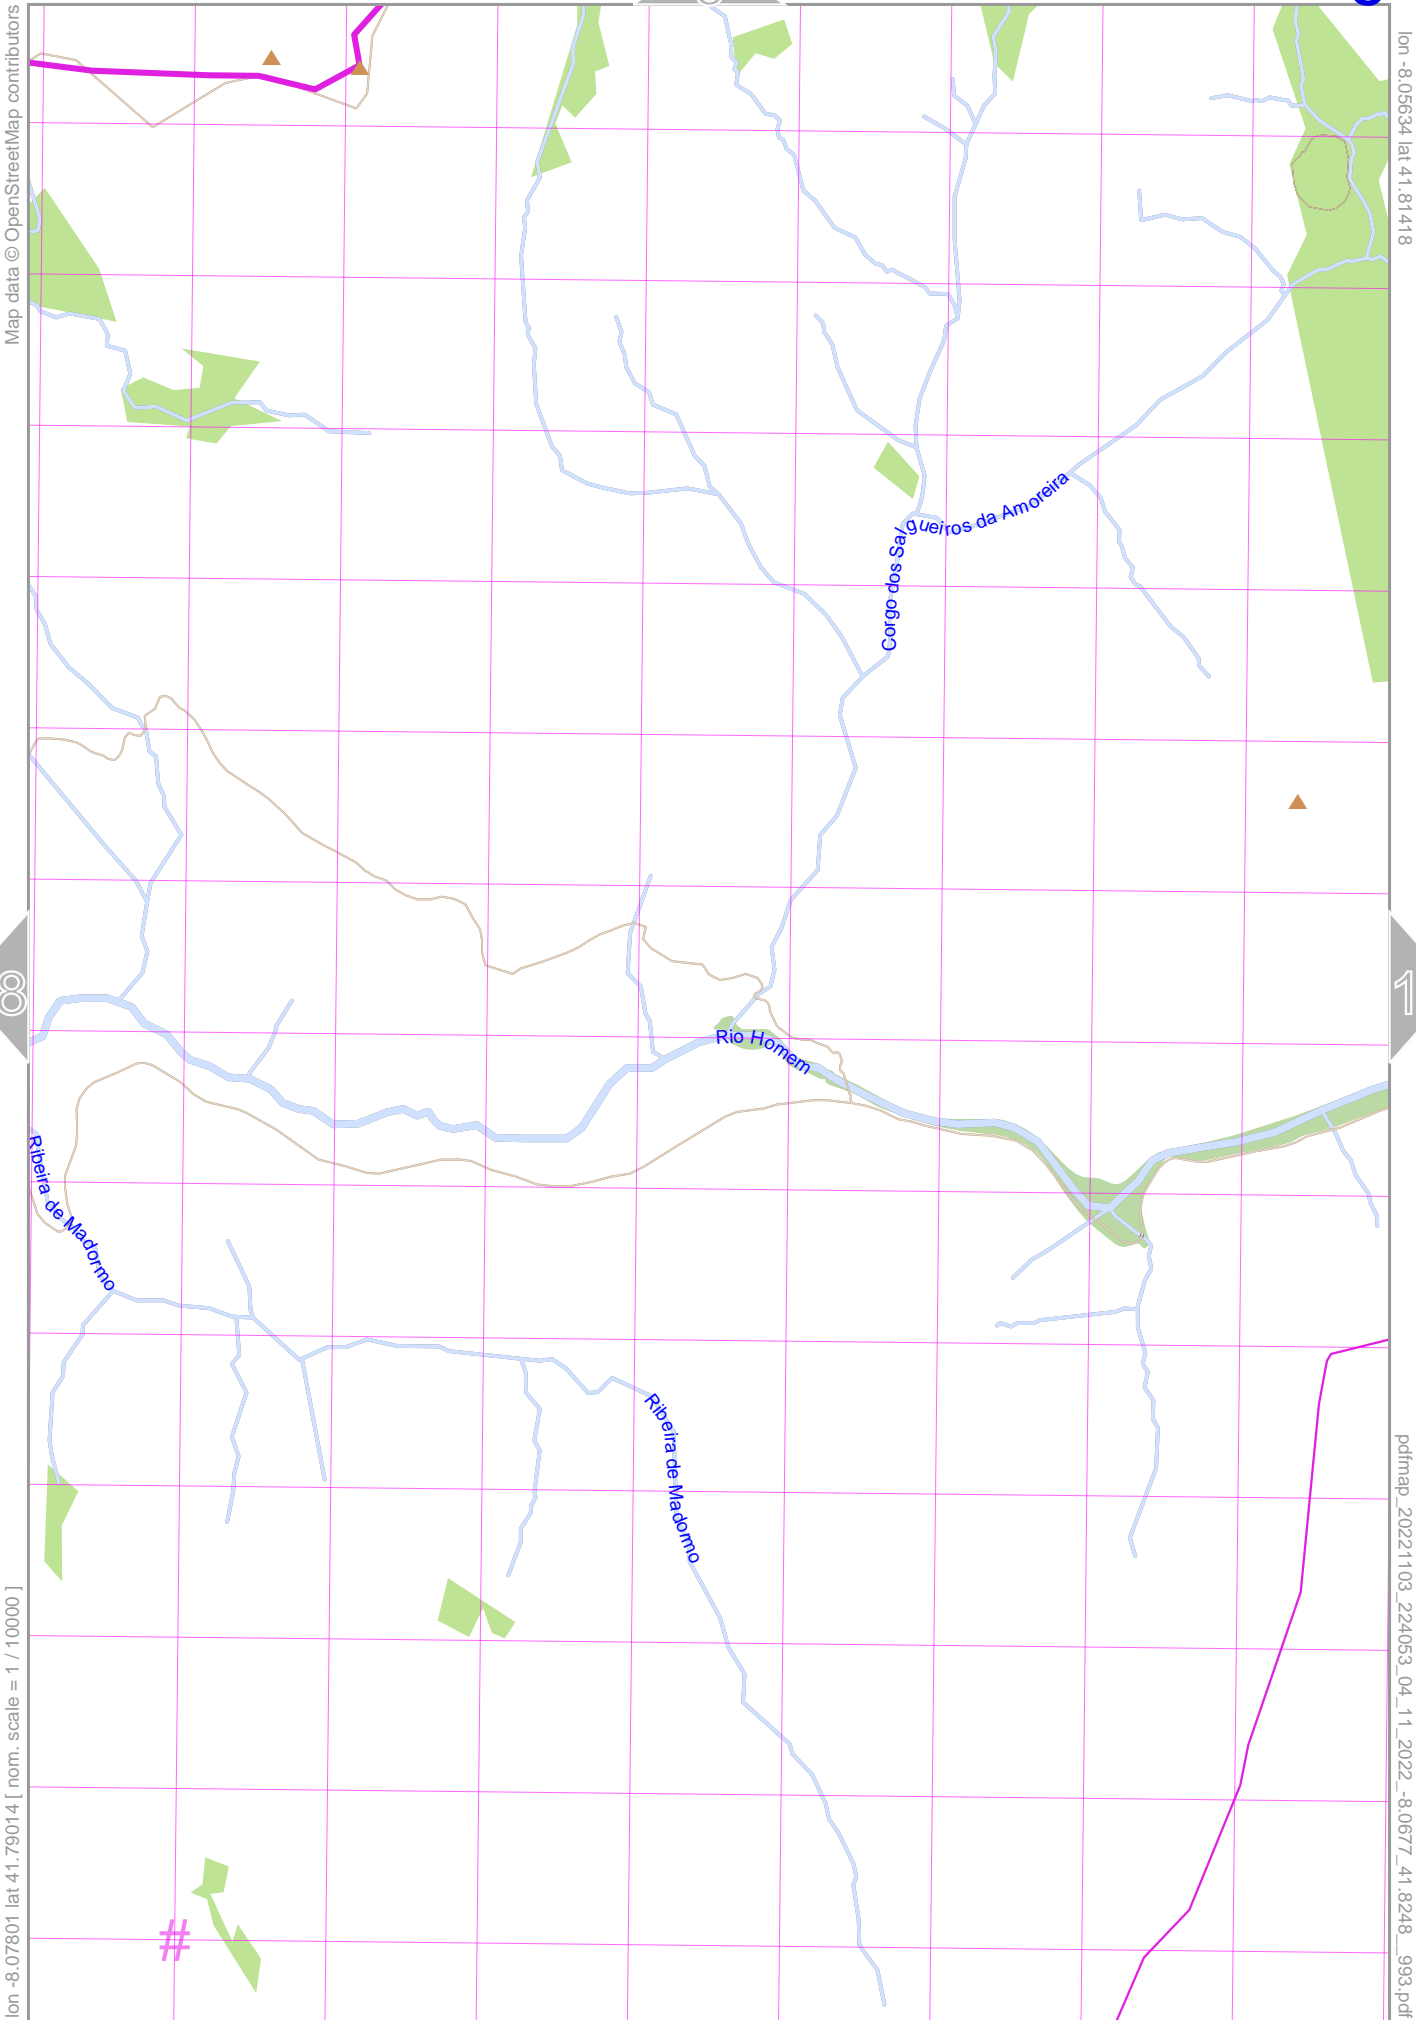 Map data © OpenStreetMap contributors
lon -8.05634 lat 41.81418
Corgo dos Salgueiros da Amoreira
8
1
Rio Homem
Ribeira de Madormo
Ribeira de Madormo
#
lon -8.07801 lat 41.79014 [ nom. scale = 1 / 10000 ]
pdfmap_20221103_224053_04_11_2022_-8.0677_41.8248__993.pdf